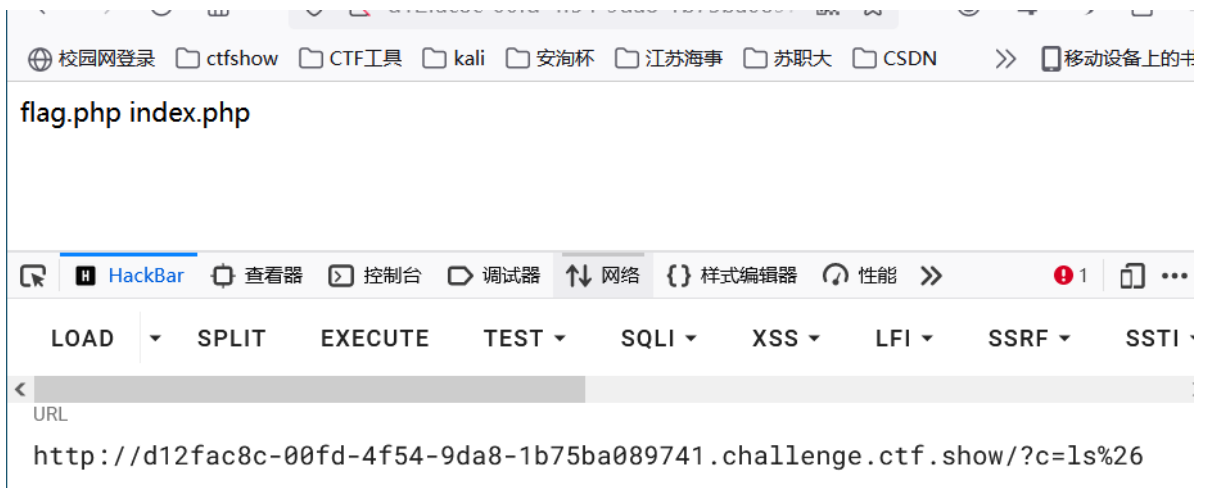 校园网登录 ctfshow CTF工具 kali 安洵杯 江苏海事 苏职大 CSDN 移动设备上的书
flag.php index.php
HackBar 查看器 控制台 调试器 网络 样式编辑器 性能 1
LOAD SPLIT EXECUTE TEST SQLI XSS LFI SSRF SSTI
URL
http://d12fac8c-00fd-4f54-9da8-1b75ba089741.challenge.ctf.show/?c=ls%26